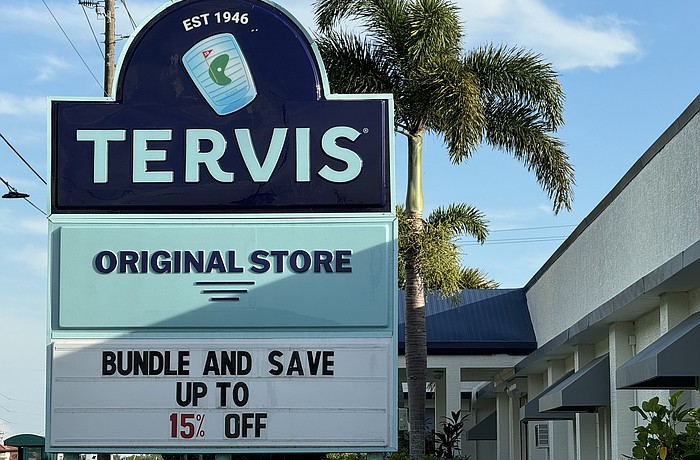 EST 1946
TERVIS®
ORIGINAL STORE
BUNDLE AND SAVE
UP TO
15% OFF